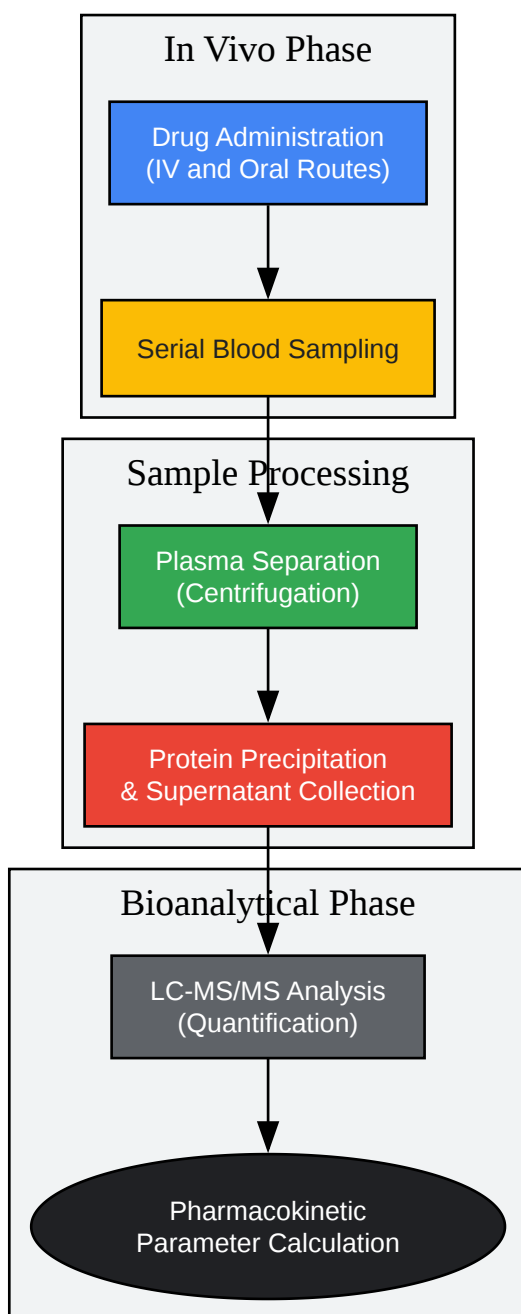 In Vivo Phase
Drug Administration
(IV and Oral Routes)
Serial Blood Sampling
Sample Processing
Plasma Separation
(Centrifugation)
Protein Precipitation
& Supernatant Collection
Bioanalytical Phase
LC-MS/MS Analysis
(Quantification)
Pharmacokinetic
Parameter Calculation